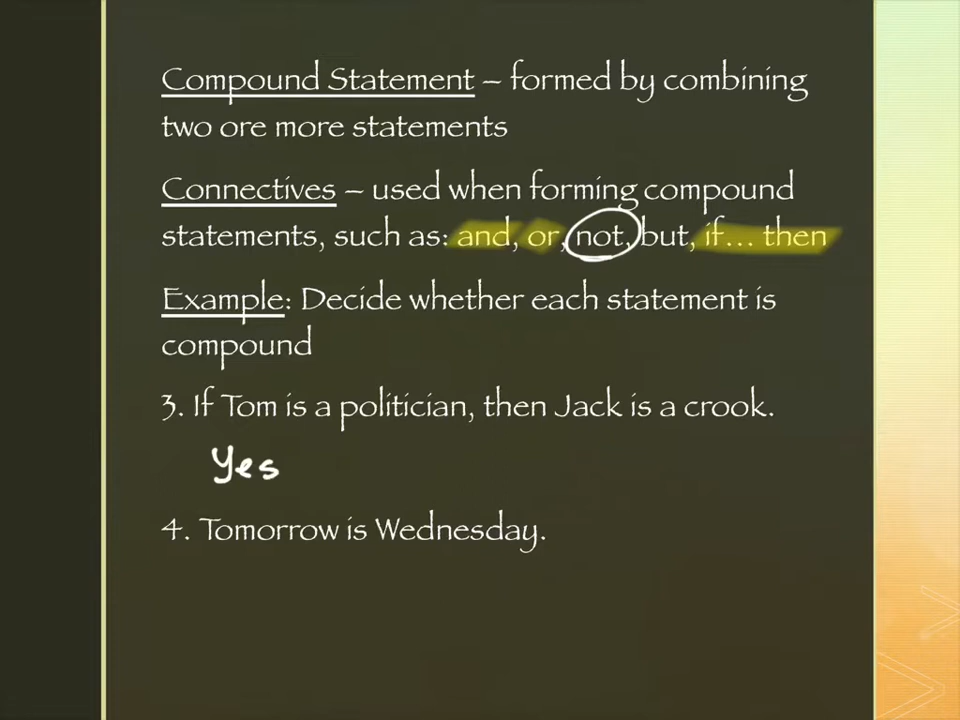 Compound Statement – formed by combining
two ore more statements
Connectives – used when forming compound
statements, such as: and, or, not, but, if... then
Example: Decide whether each statement is
compound
3. If Tom is a politician, then Jack is a crook.
Yes
4. Tomorrow is Wednesday.